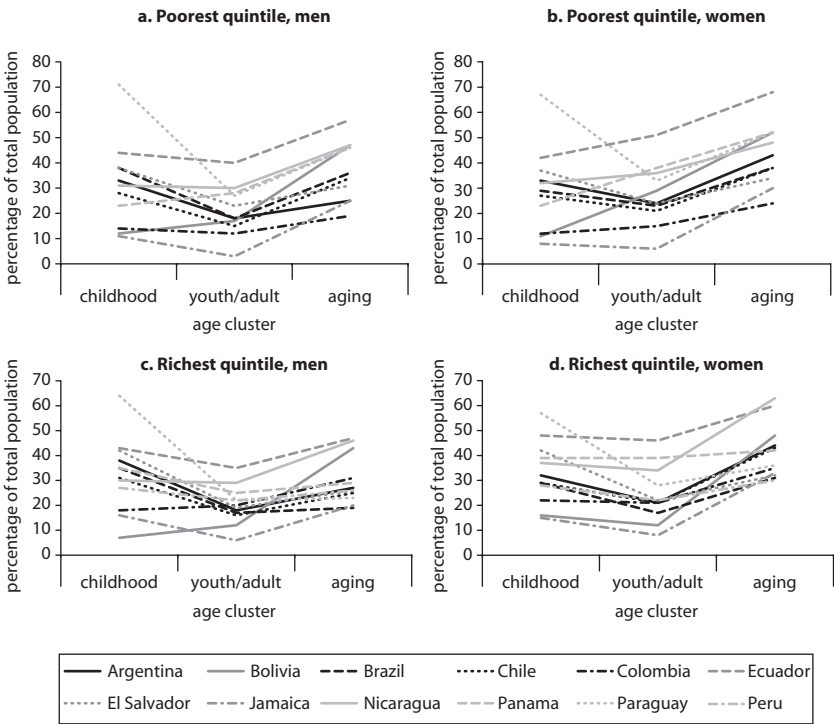 a. Poorest quintile, men
percentage of total population
80
70
60
50
40
30
20
10
0
childhood youth/adult aging
age cluster
b. Poorest quintile, women
percentage of total population
80
70
60
50
40
30
20
10
0
childhood youth/adult aging
age cluster
c. Richest quintile, men
percentage of total population
70
60
50
40
30
20
10
0
childhood youth/adult aging
age cluster
d. Richest quintile, women
percentage of total population
70
60
50
40
30
20
10
0
childhood youth/adult aging
age cluster
Argentina Bolivia Brazil Chile Colombia Ecuador
El Salvador Jamaica Nicaragua Panama Paraguay Peru